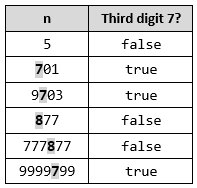 n Third digit 7?
5 false
701 true
9703 true
877 false
777877 false
9999799 true